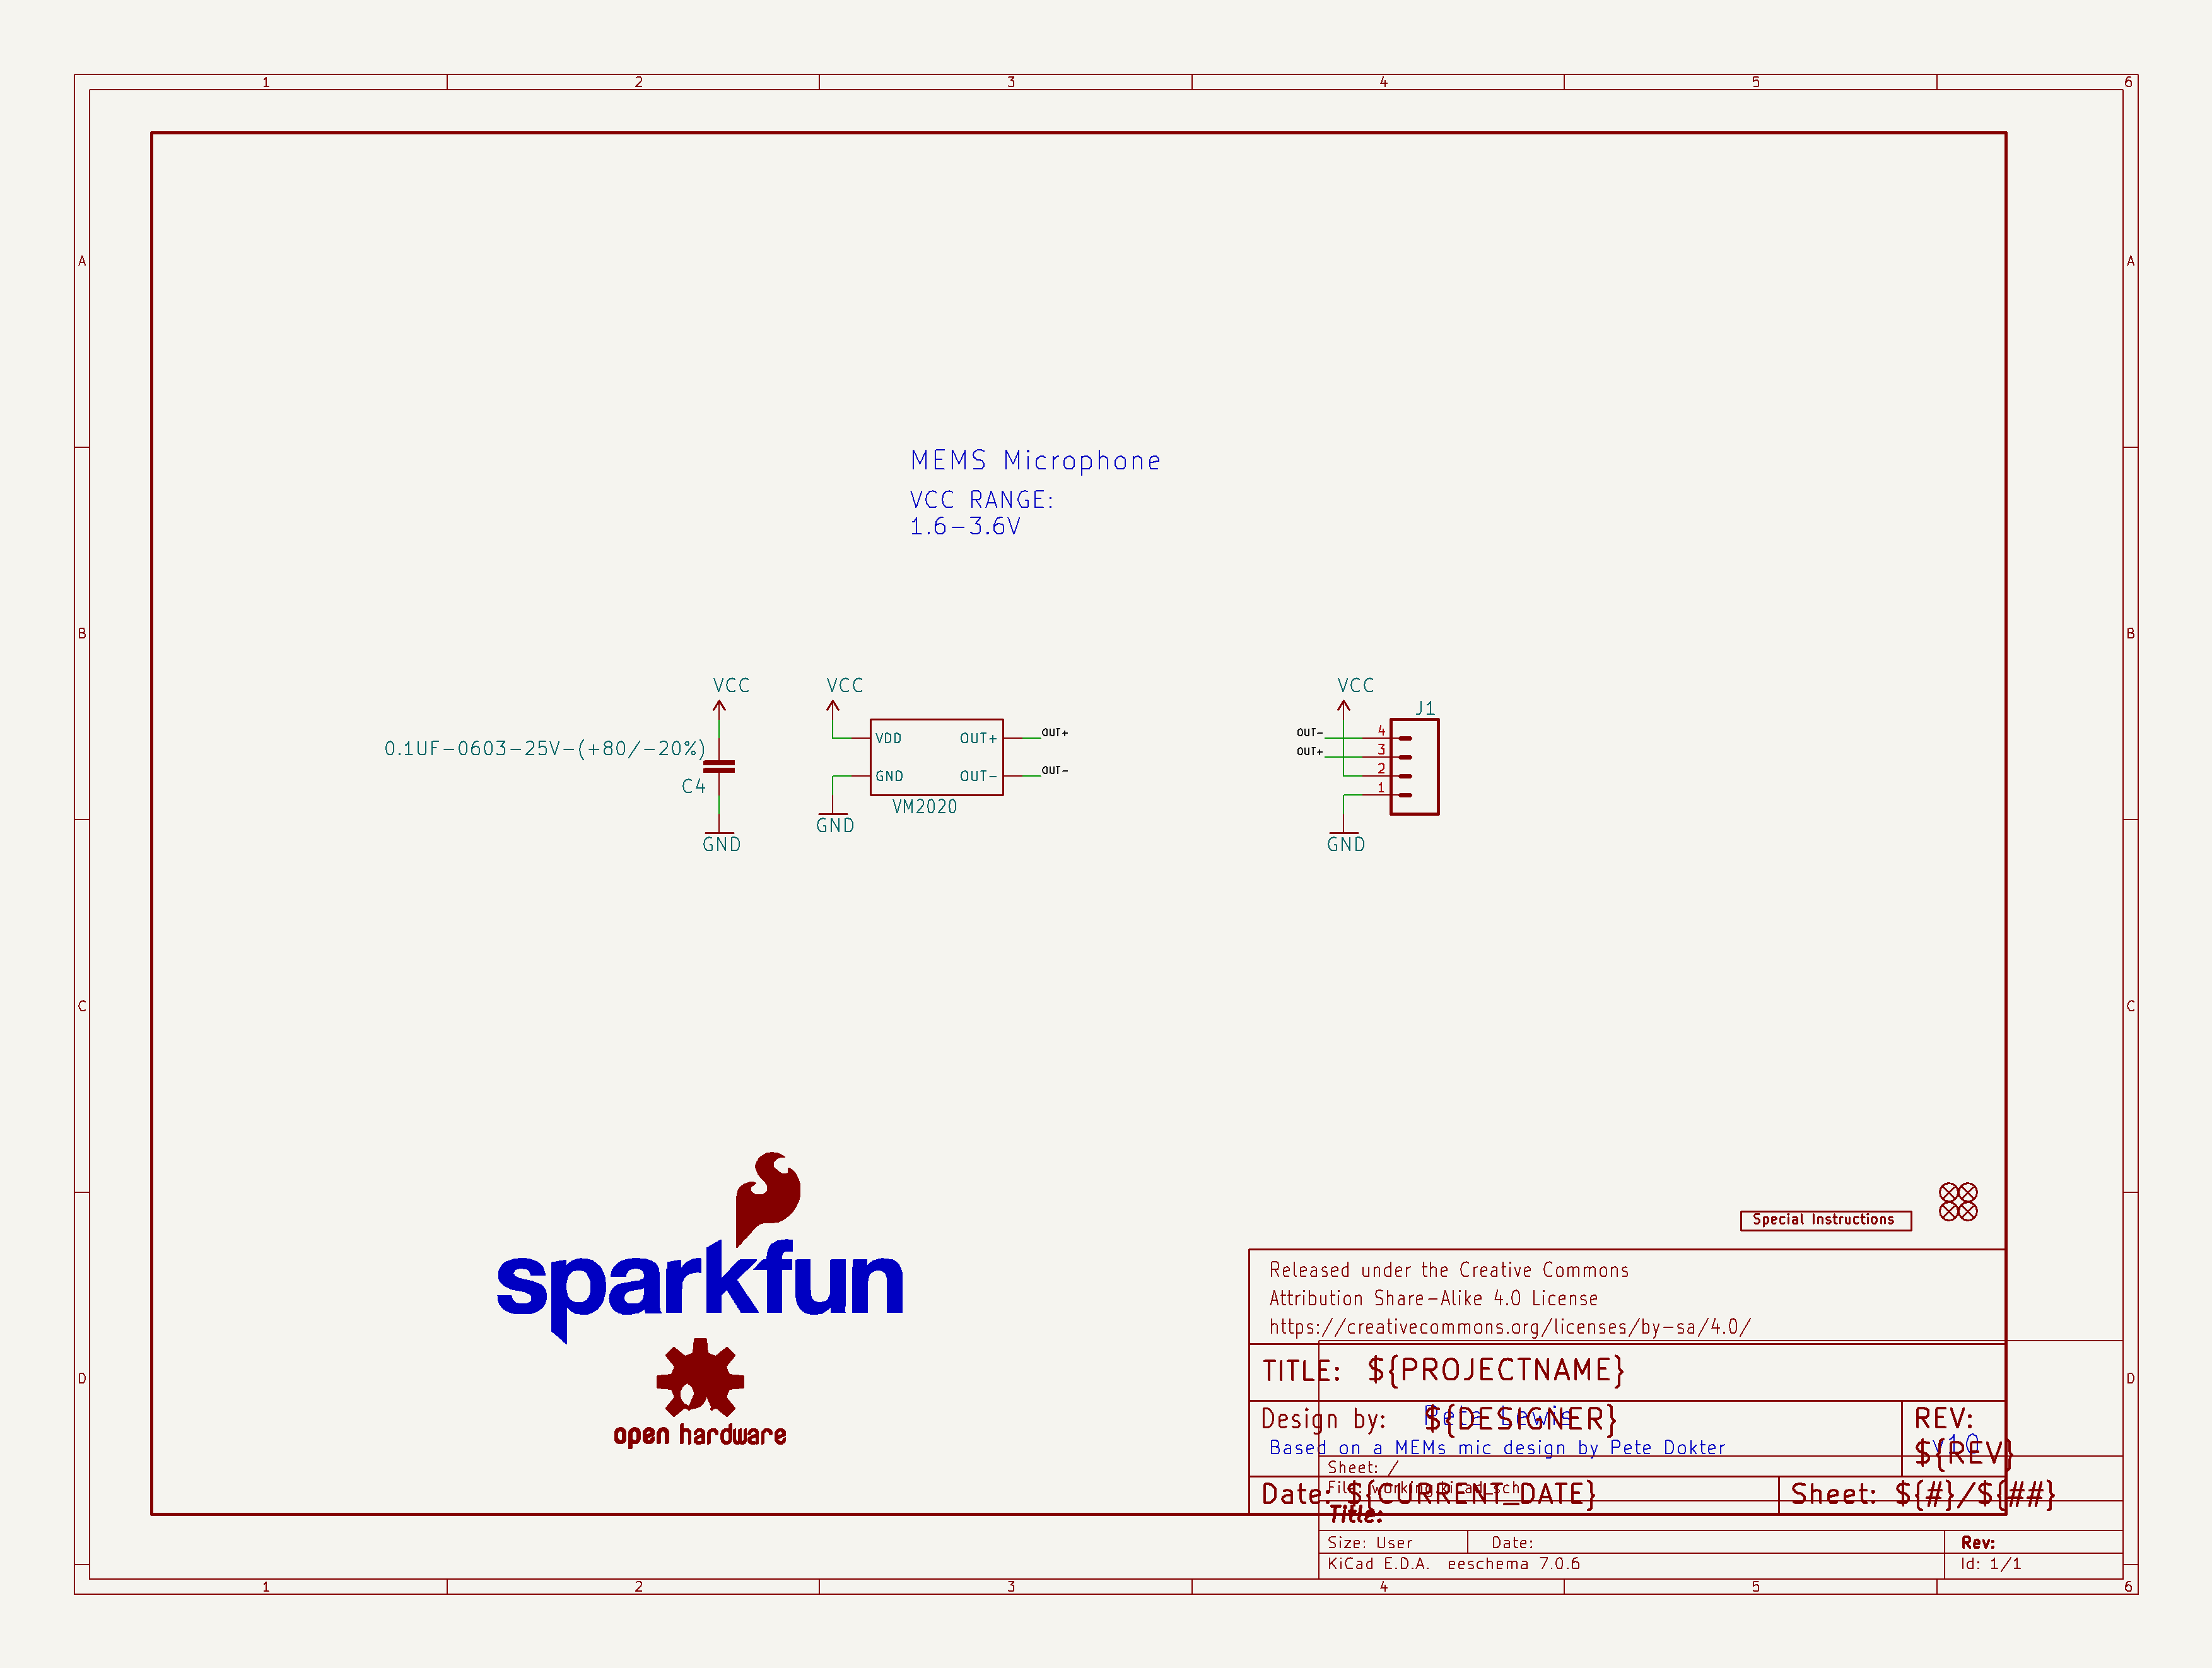 1 2 3 4 5 6
A A
MEMS Microphone
VCC RANGE:
1.6-3.6V
B B
VCC VCC VCC
J1
0.1UF-0603-25V-(+80/-20%)
C4
VDD OUT+ OUT+
GND OUT- OUT-
VM2020
OUT- 4
OUT+ 3
2
1
GND GND GND
C C
Special Instructions
sparkfun
open hardware
Released under the Creative Commons
Attribution Share-Alike 4.0 License
https://creativecommons.org/licenses/by-sa/4.0/
TITLE: ${PROJECTNAME}
D D
Design by: ${DESIGNER} Pete Lewis
REV:
Based on a MEMs mic design by Pete Dokter
${REV} v10
Sheet: /
File: working.kicad_sch
Date: ${CURRENT_DATE} Sheet: ${#}/${##}
Title:
Size: User Date: Rev:
KiCad E.D.A. eeschema 7.0.6 Id: 1/1
1 2 3 4 5 6